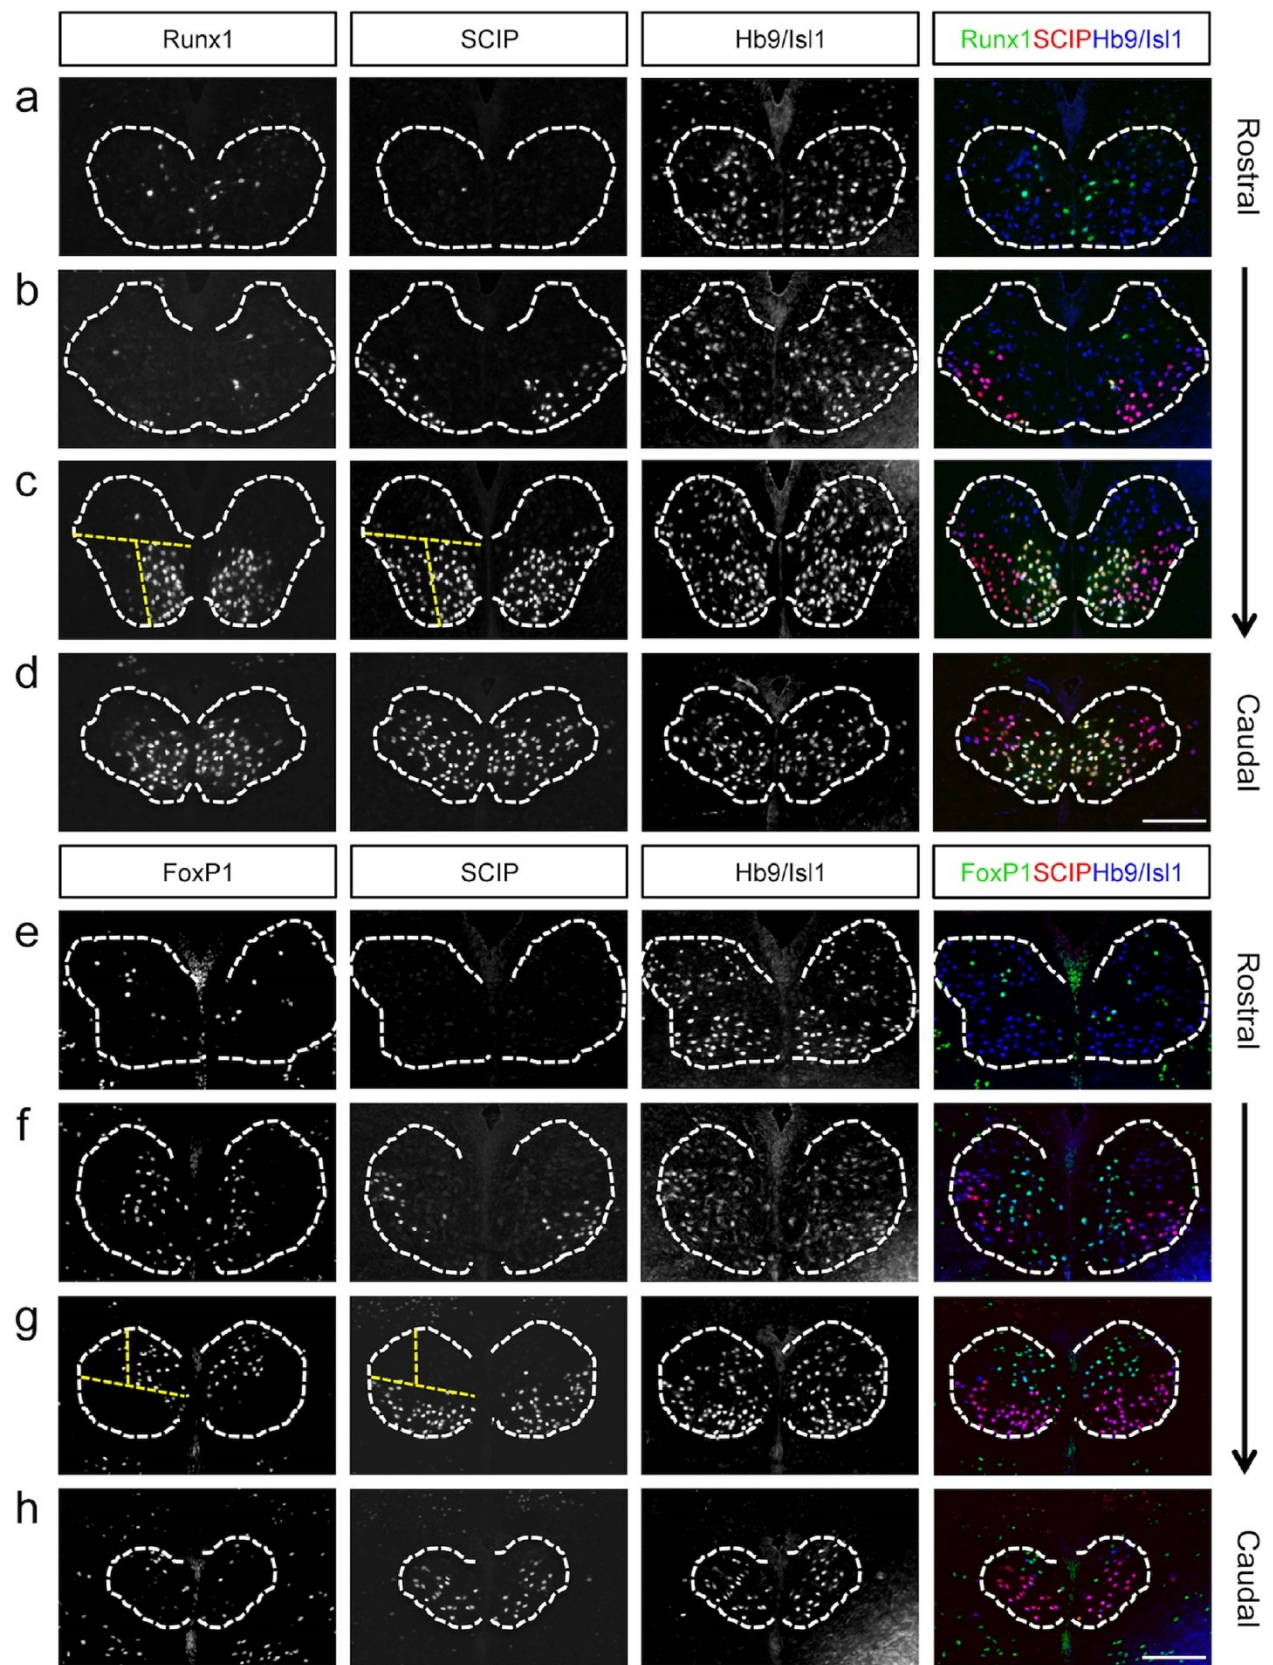 Runx1 SCIP Hb9/Isl1 Runx1SCIPHb9/Isl1
a
Rostral
b
c
d
Caudal
FoxP1 SCIP Hb9/Isl1 FoxP1SCIPHb9/Isl1
e
Rostral
f
g
h
Caudal